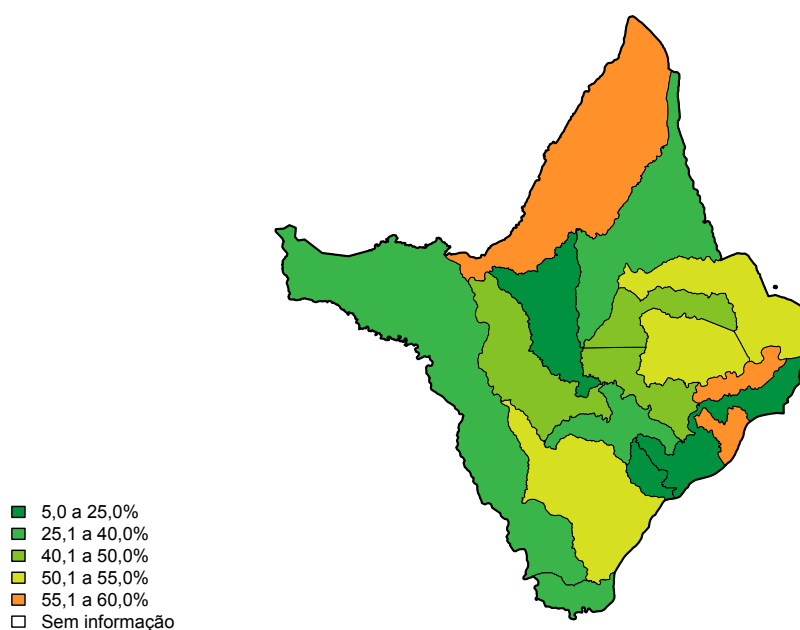 5,0 a 25,0%
25,1 a 40,0%
40,1 a 50,0%
50,1 a 55,0%
55,1 a 60,0%
Sem informação